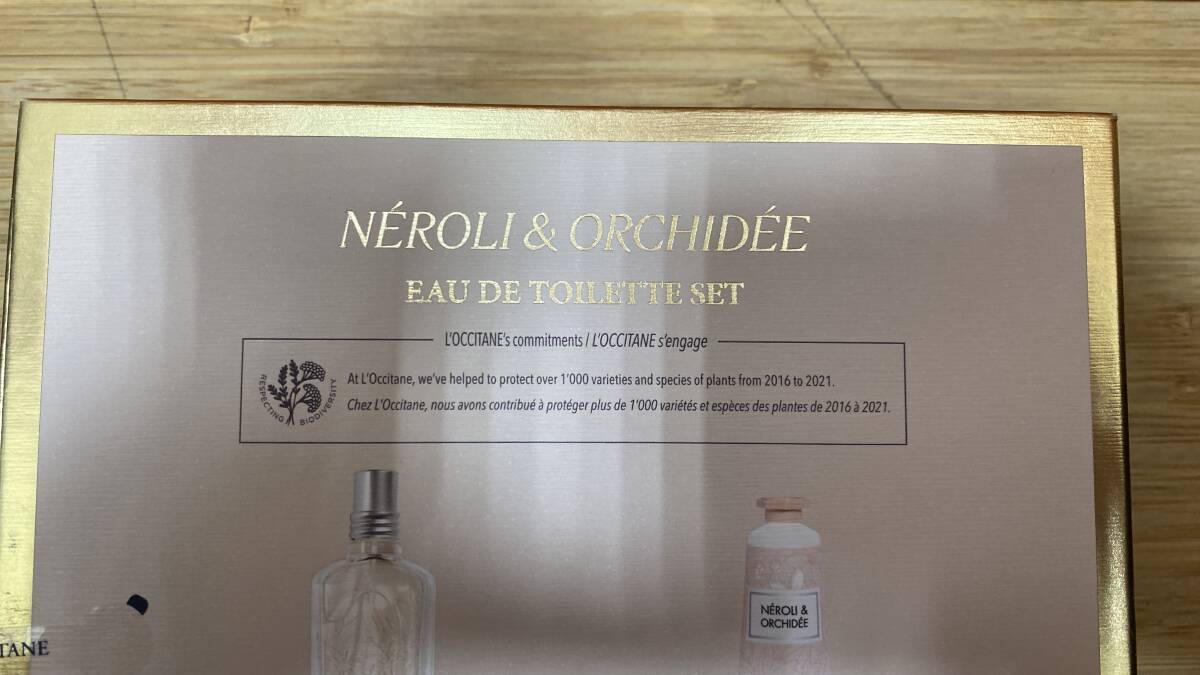 NÉROLI & ORCHIDÉE
EAU DE TOILETTE SET
L'OCCITANE's commitments / L'OCCITANE s'engage
RESPECTING BIODIVERSITY
At L'Occitane, we've helped to protect over 1'000 varieties and species of plants from 2016 to 2021.
Chez L'Occitane, nous avons contribué à protéger plus de 1'000 variétés et espèces des plantes de 2016 à 2021.
NÉROLI &
ORCHIDÉE
TANE